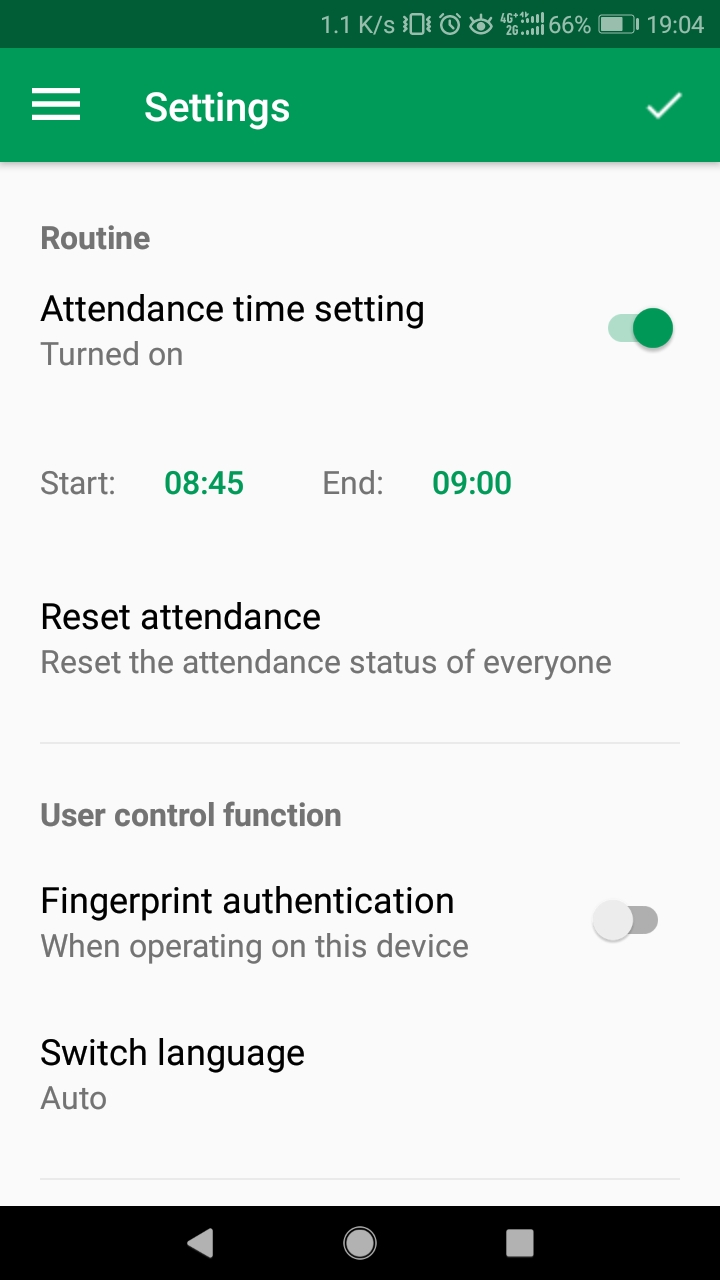 1.1 K/s 4G+ 2G 66% 19:04
Settings
Routine
Attendance time setting
Turned on
Start: 08:45 End: 09:00
Reset attendance
Reset the attendance status of everyone
User control function
Fingerprint authentication
When operating on this device
Switch language
Auto